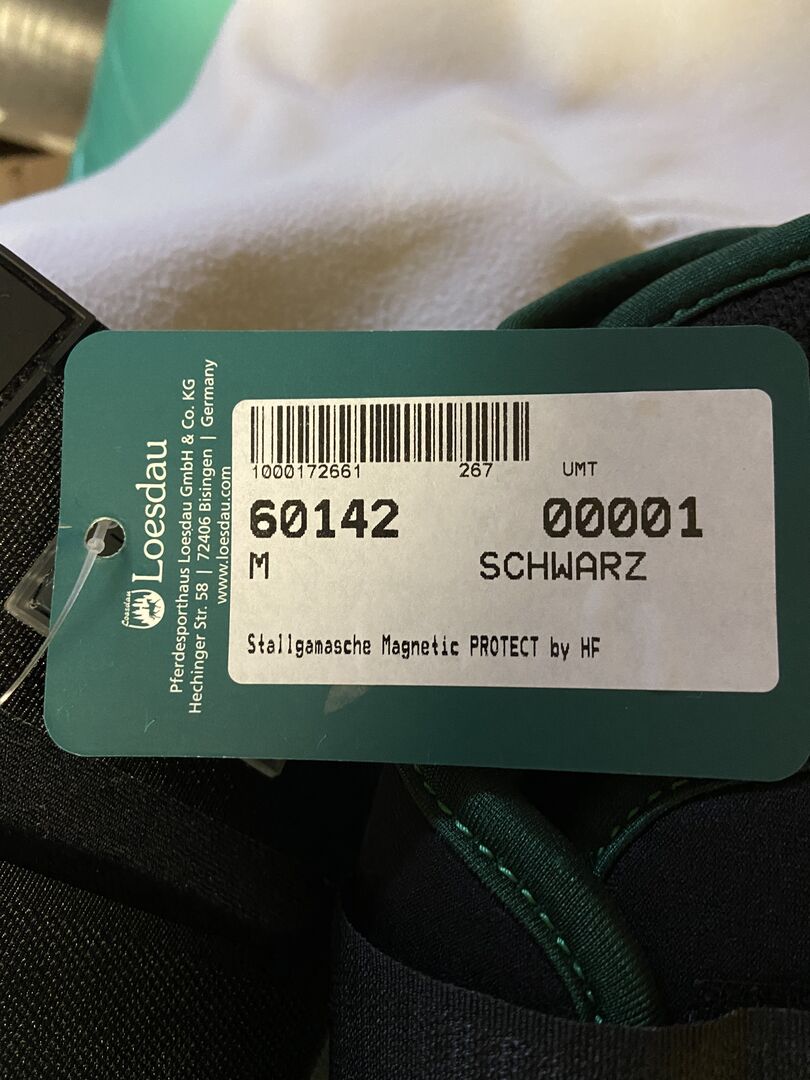 Loesdau
Loesdau
Pferdesporthaus Loesdau GmbH & Co. KG
Hechinger Str. 58 | 72406 Bisingen | Germany
www.loesdau.com
1000172661 267 UMT
60142 00001
M SCHWARZ
Stallgamasche Magnetic PROTECT by HF